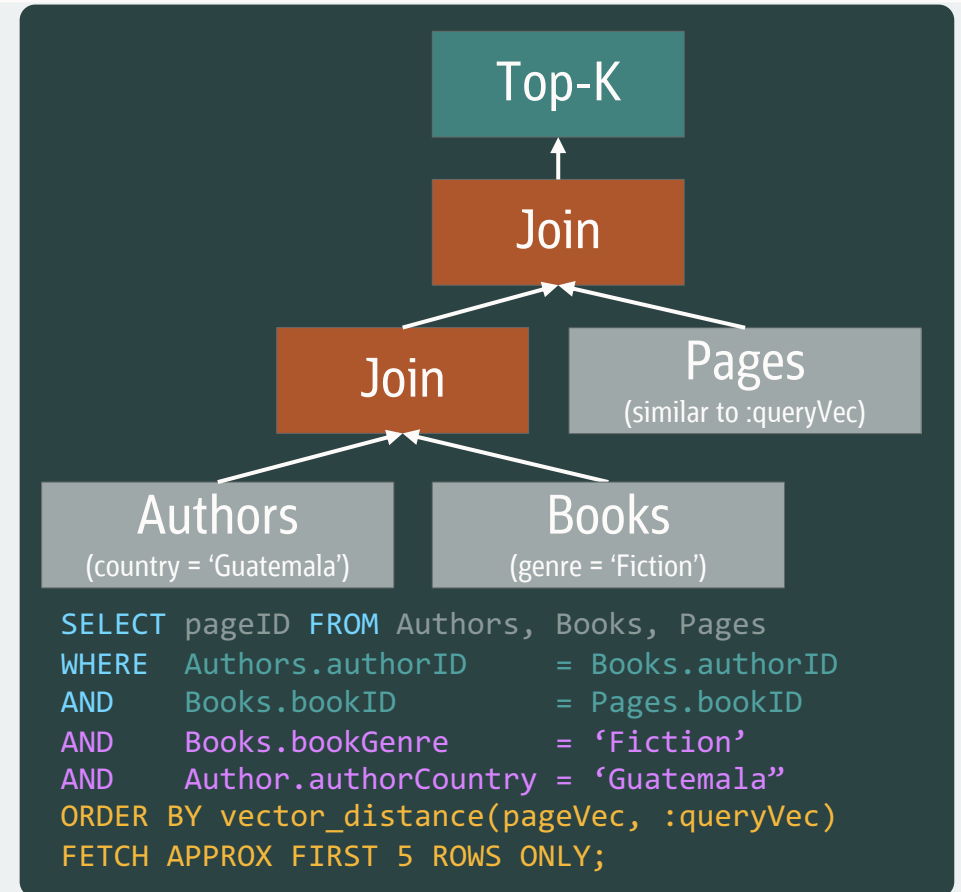 Top-K
Join
Join
Pages
(similar to :queryVec)
Authors
(country = ‘Guatemala’)
Books
(genre = ‘Fiction’)
SELECT pageID FROM Authors, Books, Pages
WHERE Authors.authorID = Books.authorID
AND Books.bookID = Pages.bookID
AND Books.bookGenre = ‘Fiction’
AND Author.authorCountry = ‘Guatemala”
ORDER BY vector_distance(pageVec, :queryVec)
FETCH APPROX FIRST 5 ROWS ONLY;